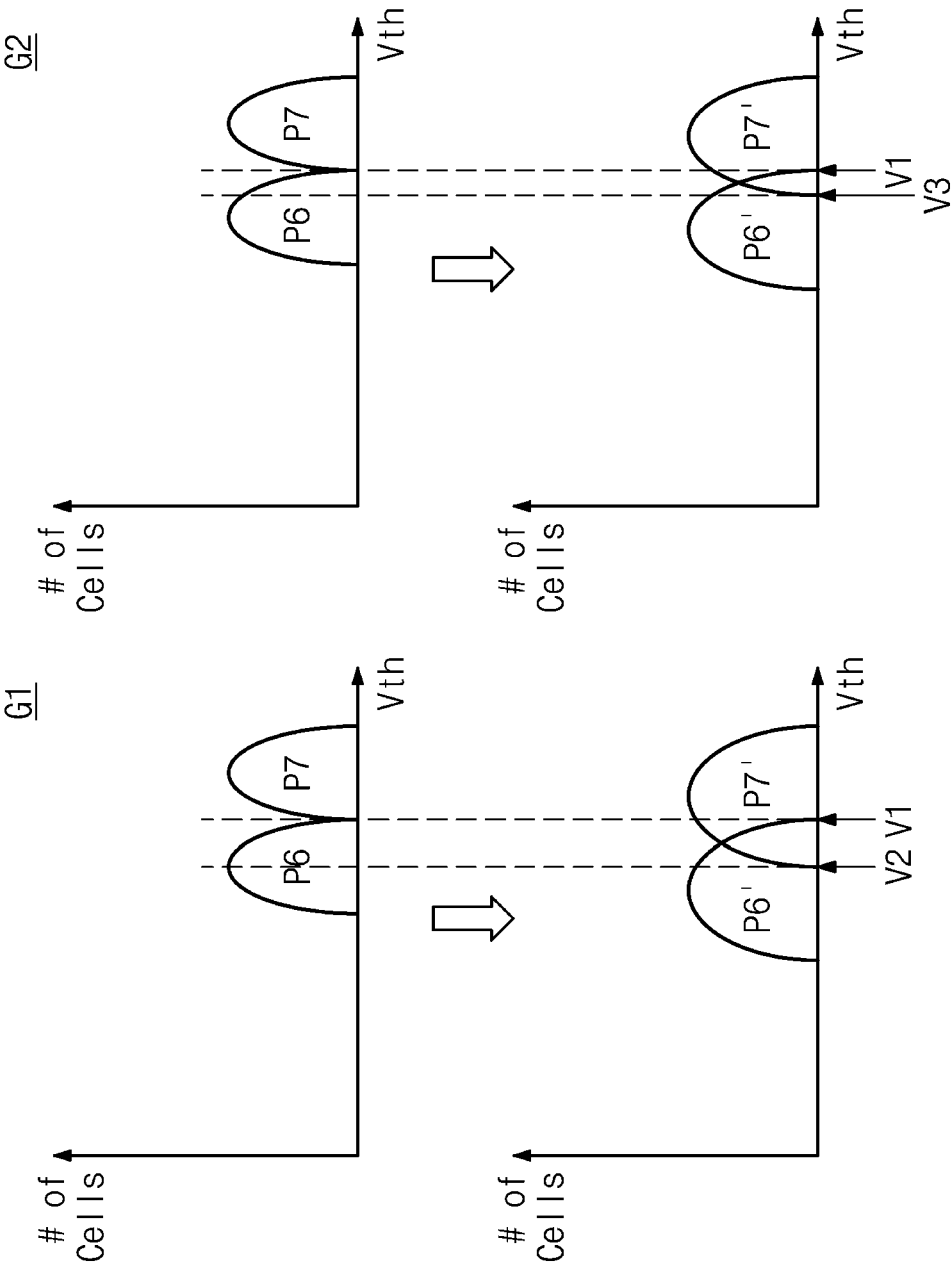 G1
# of
Cells
P6
P7
Vth
# of
Cells
P6'
P7'
Vth
V2
V1
G2
# of
Cells
P6
P7
Vth
# of
Cells
P6'
P7'
Vth
V1
V3